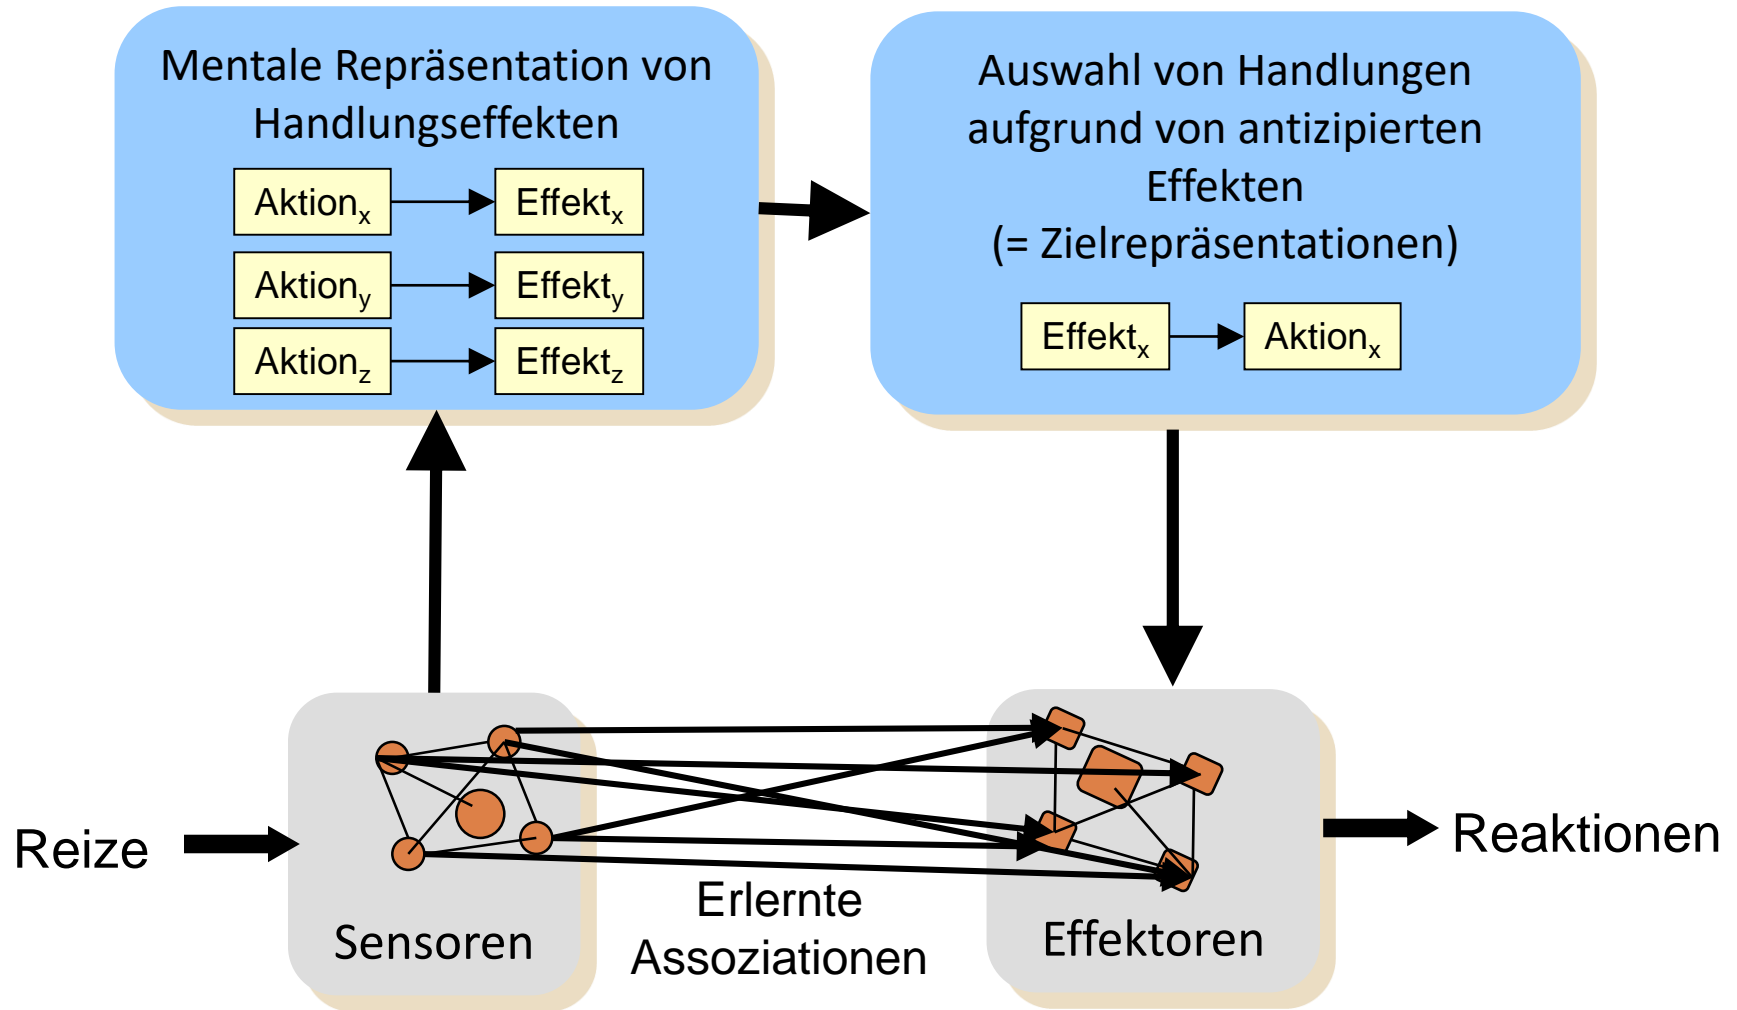 Mentale Repräsentation von
Handlungseffekten
Aktionx
Effektx
Aktiony
Effekty
Aktionz
Effektz
Auswahl von Handlungen
aufgrund von antizipierten
Effekten
(= Zielrepräsentationen)
Effektx
Aktionx
Reize
Sensoren
Erlernte
Assoziationen
Effektoren
Reaktionen